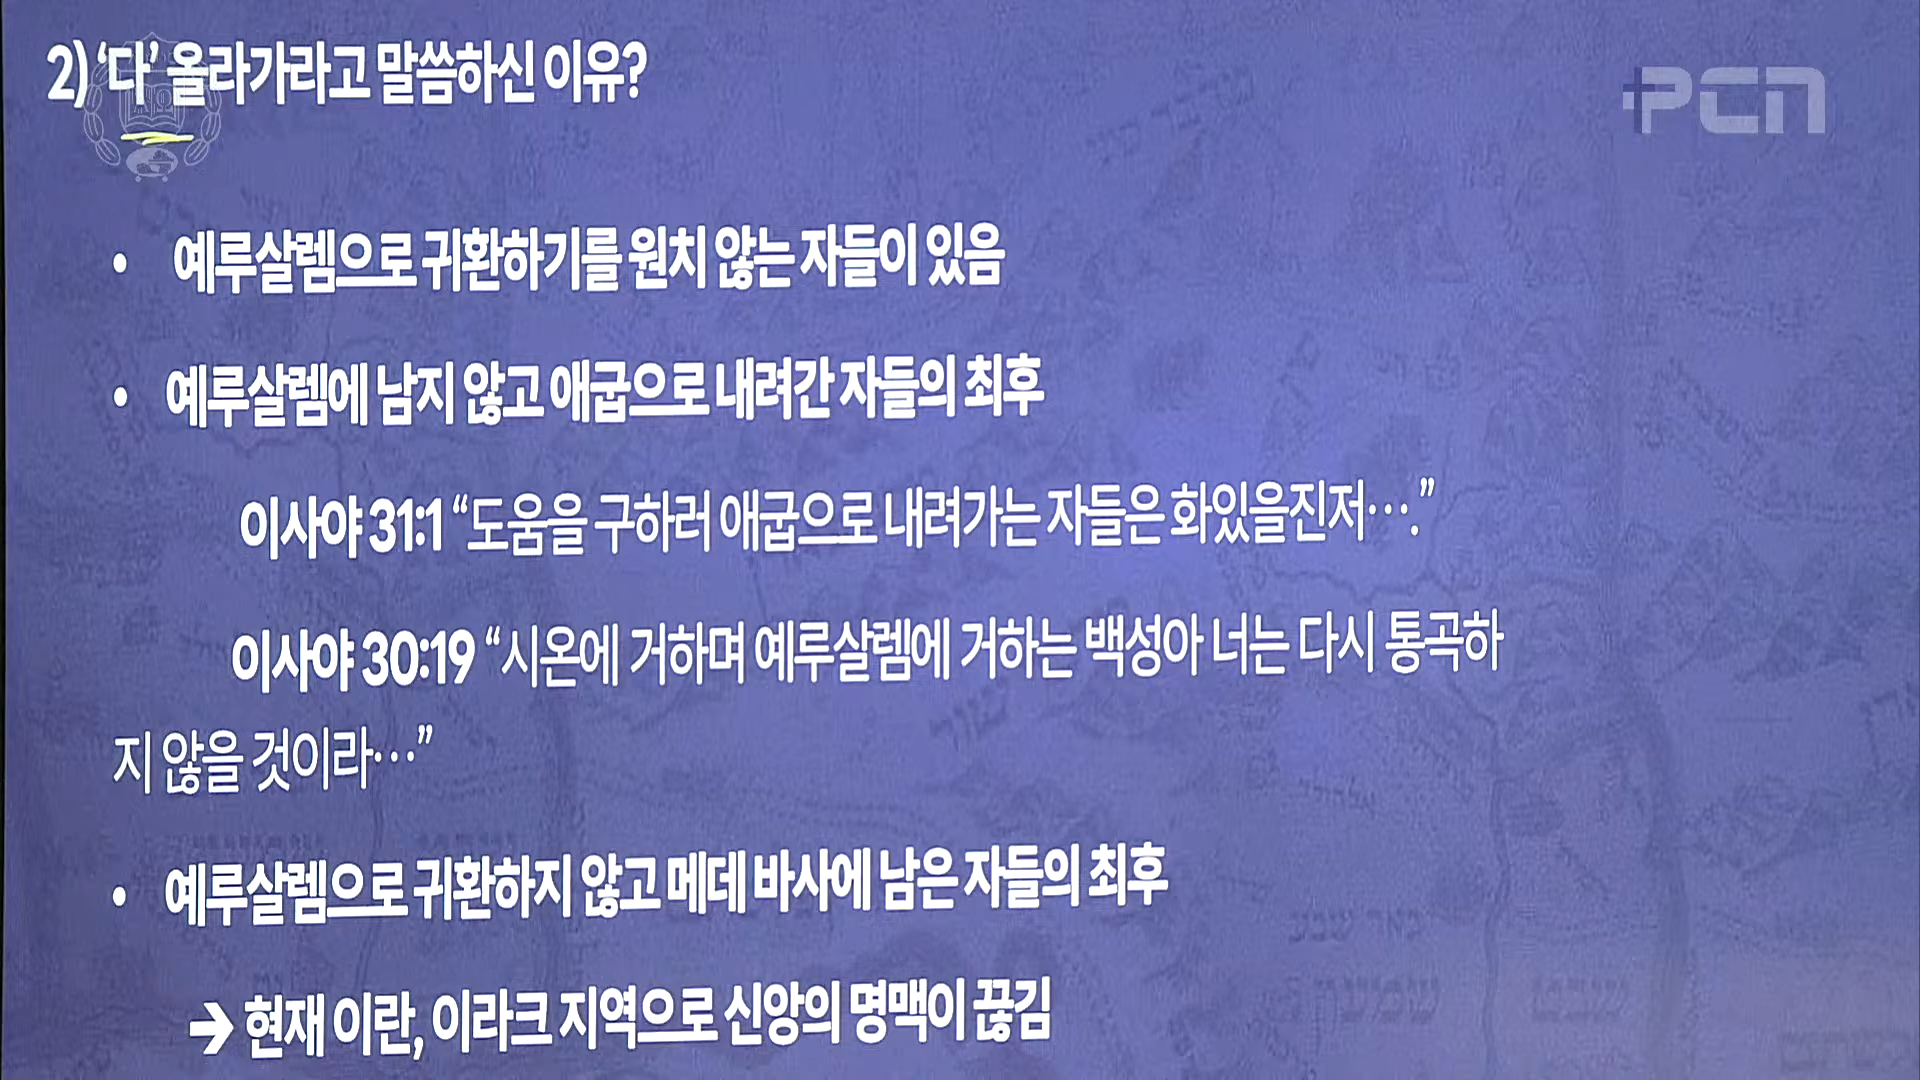 2) ‘다’ 올라가라고 말씀하신 이유?
PCN
• 예루살렘으로 귀환하기를 원치 않는 자들이 있음
• 예루살렘에 남지 않고 애굽으로 내려간 자들의 최후
이사야 31:1 “도움을 구하러 애굽으로 내려가는 자들은 화있을진저….”
이사야 30:19 “시온에 거하며 예루살렘에 거하는 백성아 너는 다시 통곡하
지 않을 것이라…”
• 예루살렘으로 귀환하지 않고 메데 바사에 남은 자들의 최후
→ 현재 이란, 이라크 지역으로 신앙의 명맥이 끊김